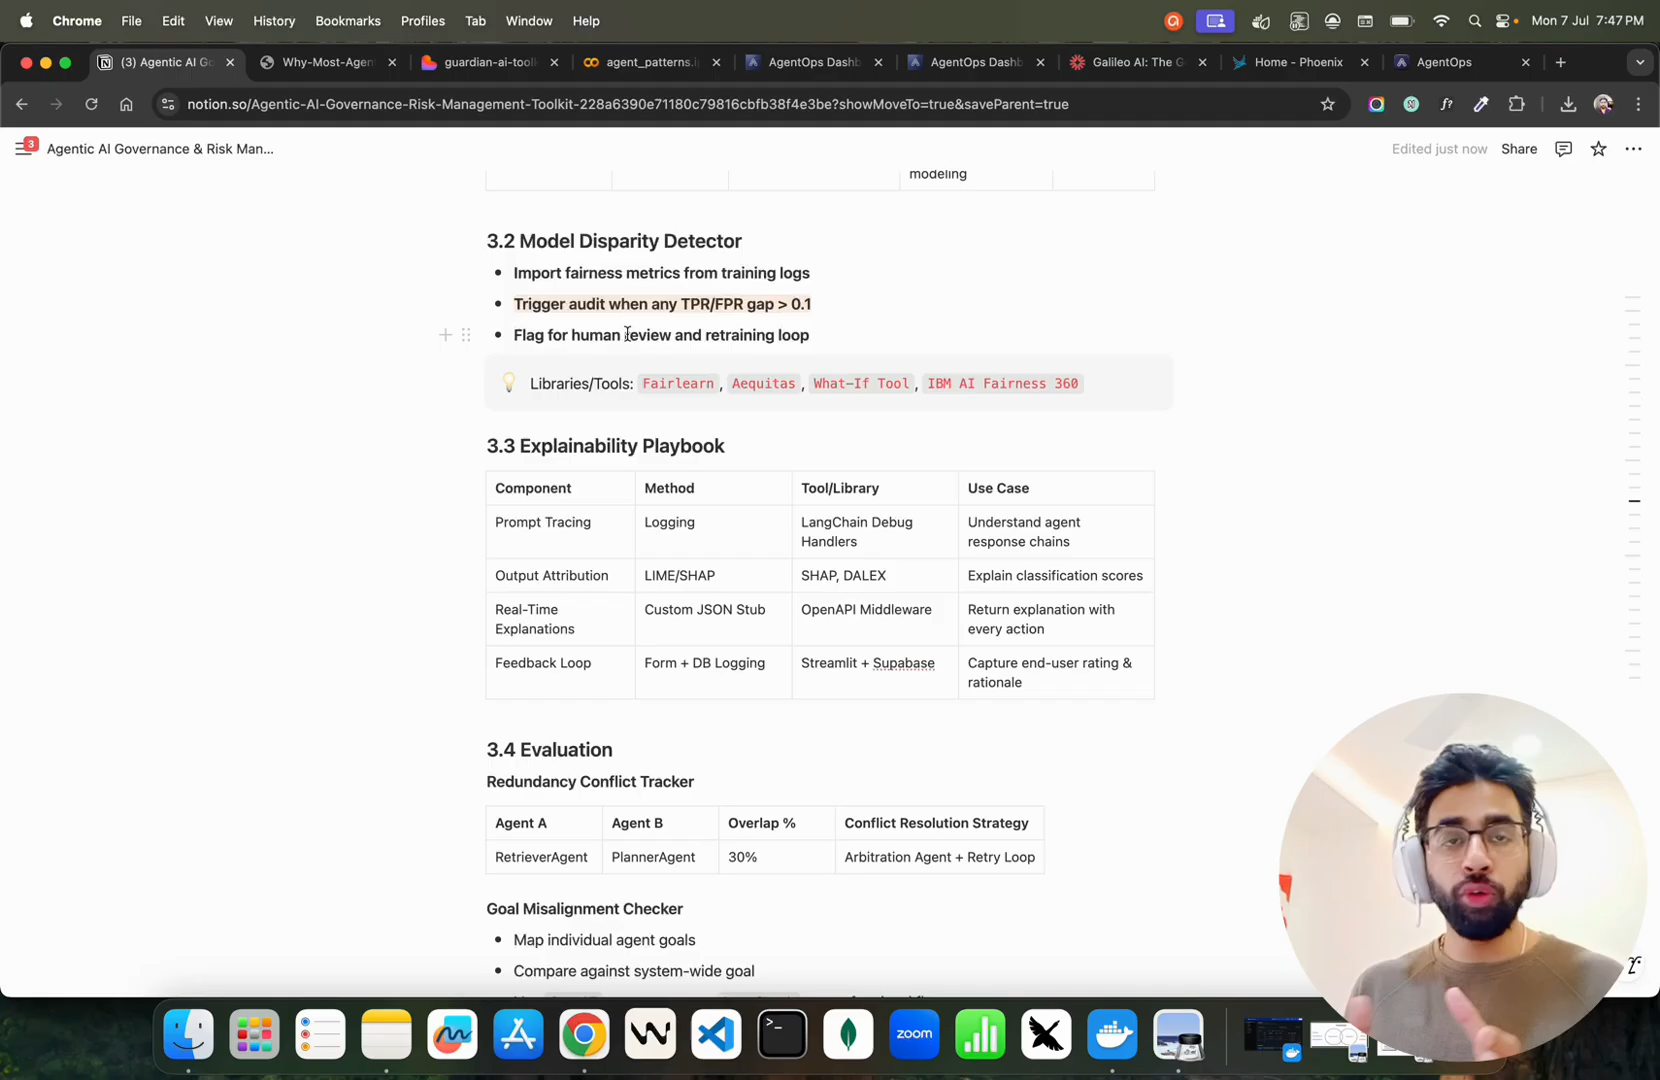 Chrome File Edit View History Bookmarks Profiles Tab Window Help
Mon 7 Jul 7:47 PM
(3) Agentic AI Go
Why-Most-Agen
guardian-ai-toolk
agent_patterns.i
AgentOps Dashb
AgentOps Dashb
Galileo AI: The G
Home - Phoenix
AgentOps
notion.so/Agentic-AI-Governance-Risk-Management-Toolkit-228a6390e71180c79816cbfb38f4e3be?showMoveTo=true&saveParent=true
3
Agentic AI Governance & Risk Man...
Edited just now
Share
modeling
3.2 Model Disparity Detector
• Import fairness metrics from training logs
• Trigger audit when any TPR/FPR gap > 0.1
• Flag for human review and retraining loop
Libraries/Tools: Fairlearn, Aequitas, What-If Tool, IBM AI Fairness 360
3.3 Explainability Playbook
Component Method Tool/Library Use Case
Prompt Tracing Logging LangChain Debug Handlers Understand agent response chains
Output Attribution LIME/SHAP SHAP, DALEX Explain classification scores
Real-Time Explanations Custom JSON Stub OpenAPI Middleware Return explanation with every action
Feedback Loop Form + DB Logging Streamlit + Supabase Capture end-user rating & rationale
3.4 Evaluation
Redundancy Conflict Tracker
Agent A Agent B Overlap % Conflict Resolution Strategy
RetrieverAgent PlannerAgent 30% Arbitration Agent + Retry Loop
Goal Misalignment Checker
• Map individual agent goals
• Compare against system-wide goal
zoom